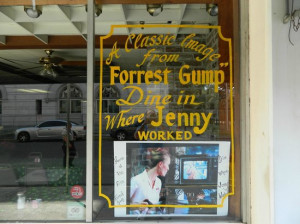 A Classic Image
from
"Forrest Gump"
Dine in
Where Jenny
WORKED